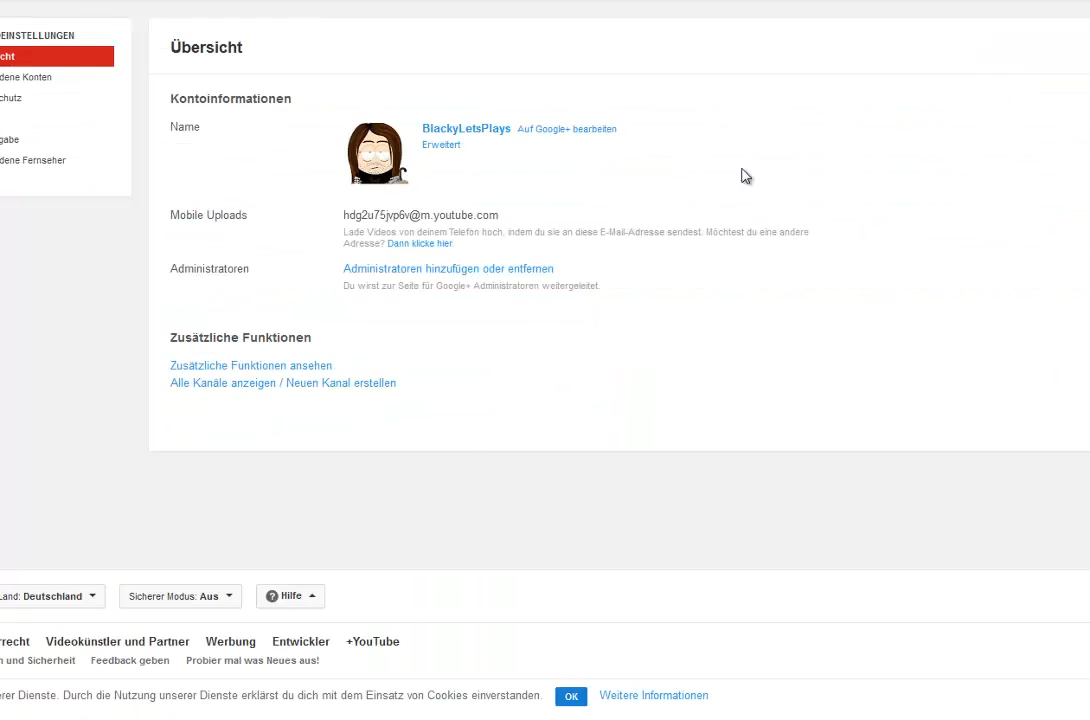 EINSTELLUNGEN
cht
dene Konten
chutz
gabe
dene Fernseher
Übersicht
Kontoinformationen
Name
BlackyLetsPlays Auf Google+ bearbeiten
Erweitert
Mobile Uploads
hdg2u75jvp6v@m.youtube.com
Lade Videos von deinem Telefon hoch, indem du sie an diese E-Mail-Adresse sendest. Möchtest du eine andere
Adresse? Dann klicke hier.
Administratoren
Administratoren hinzufügen oder entfernen
Du wirst zur Seite für Google+ Administratoren weitergeleitet.
Zusätzliche Funktionen
Zusätzliche Funktionen ansehen
Alle Kanäle anzeigen / Neuen Kanal erstellen
Land: Deutschland
Sicherer Modus: Aus
? Hilfe
rrecht Videokünstler und Partner Werbung Entwickler +YouTube
n und Sicherheit Feedback geben Probier mal was Neues aus!
erer Dienste. Durch die Nutzung unserer Dienste erklärst du dich mit dem Einsatz von Cookies einverstanden. OK Weitere Informationen